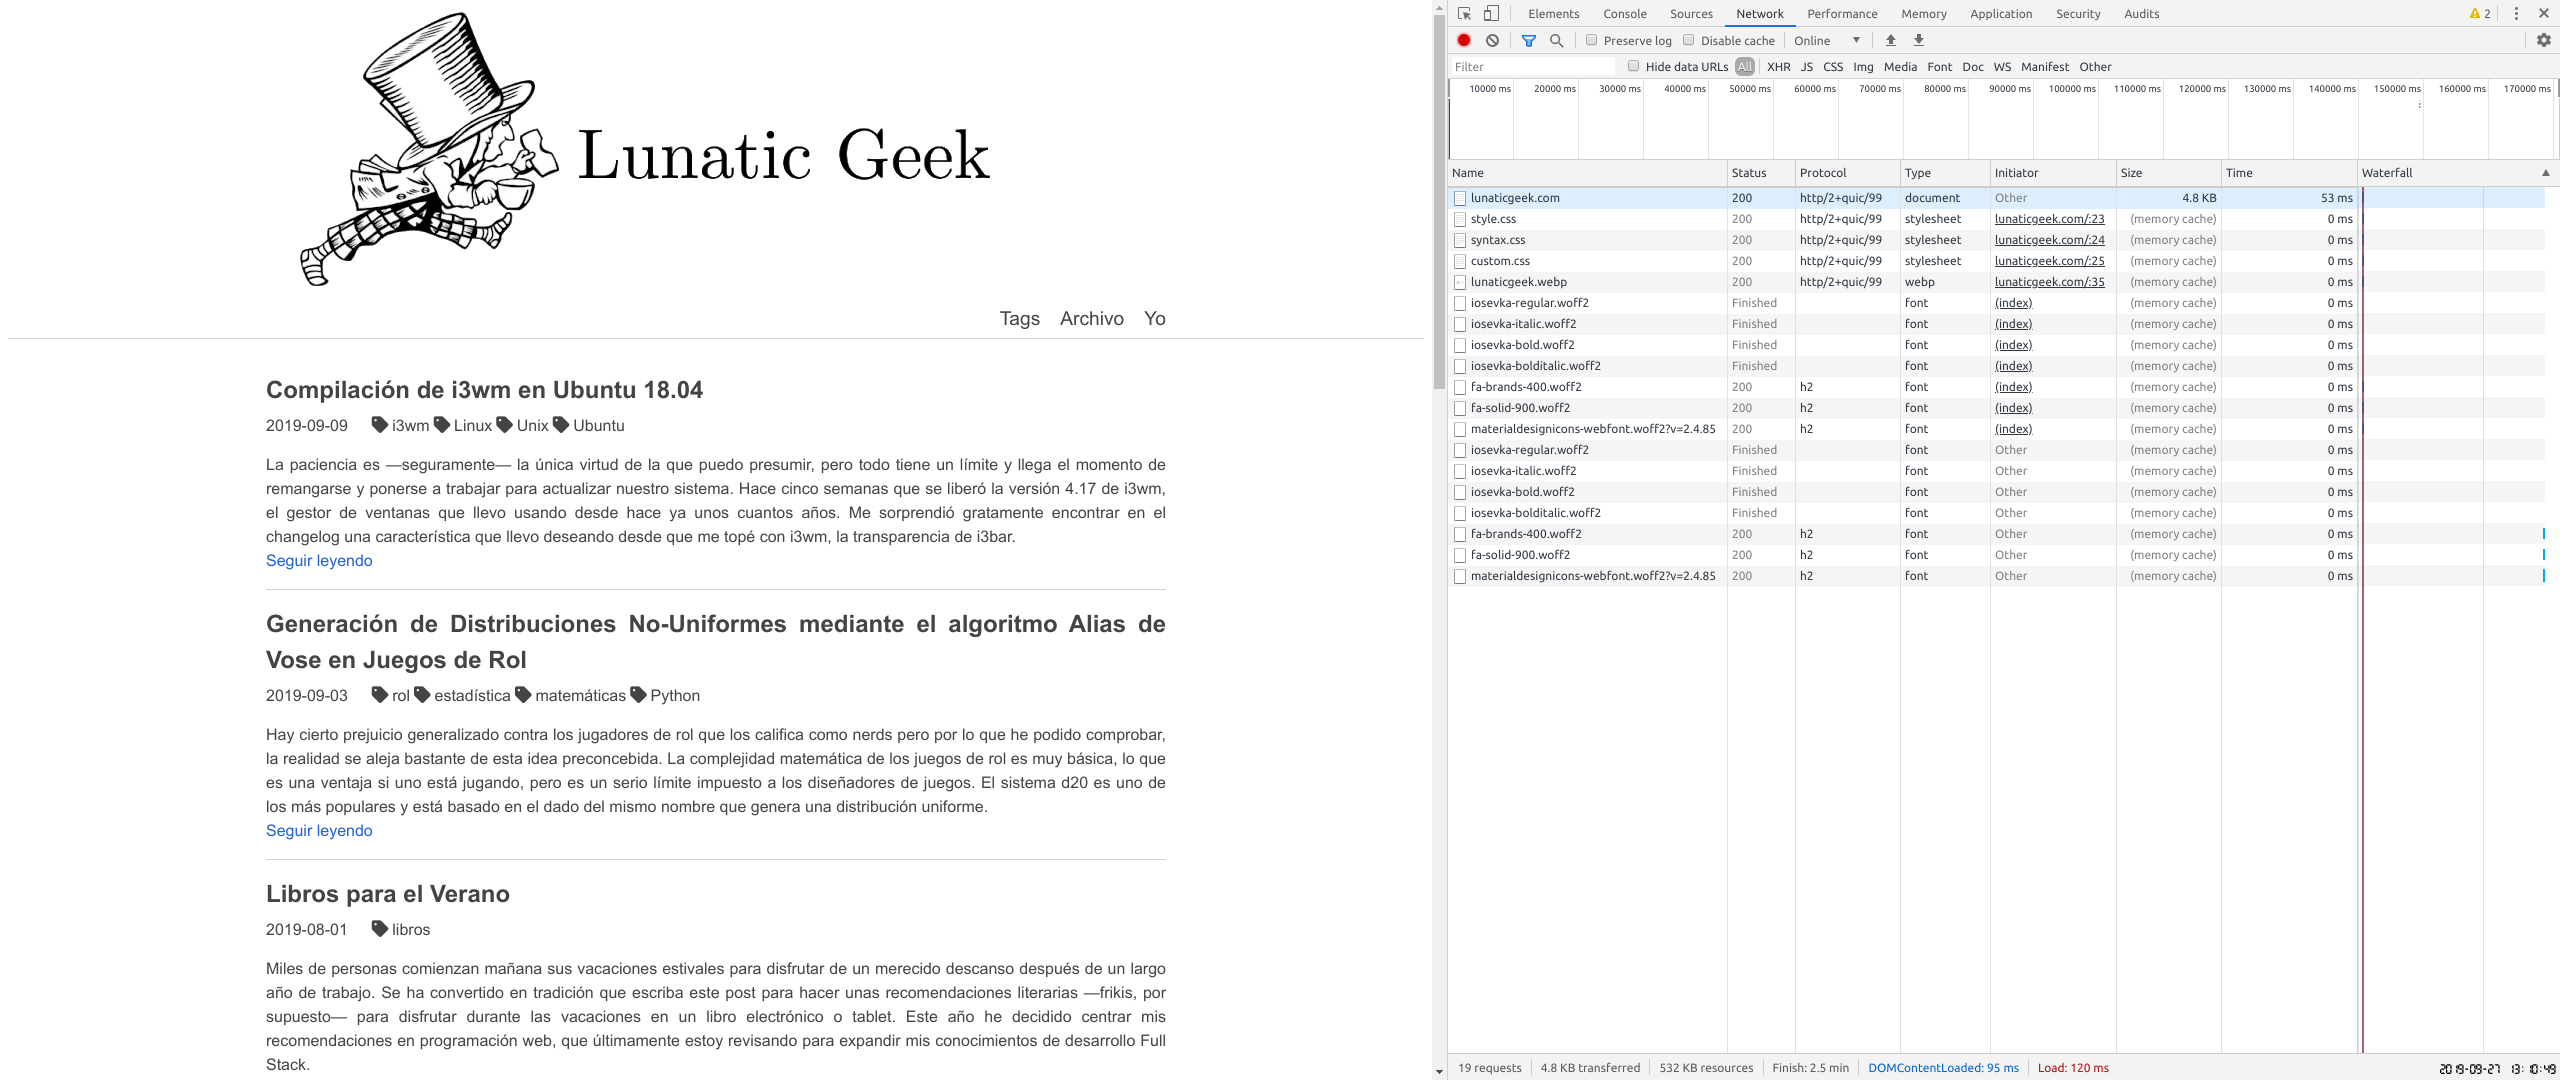 Lunatic Geek
Tags Archivo Yo
Compilación de i3wm en Ubuntu 18.04
2019-09-09 i3wm Linux Unix Ubuntu
La paciencia es —seguramente— la única virtud de la que puedo presumir, pero todo tiene un límite y llega el momento de
remangarse y ponerse a trabajar para actualizar nuestro sistema. Hace cinco semanas que se liberó la versión 4.17 de i3wm,
el gestor de ventanas que llevo usando desde hace ya unos cuantos años. Me sorprendió gratamente encontrar en el
changelog una característica que llevo deseando desde que me topé con i3wm, la transparencia de i3bar.
Seguir leyendo
Generación de Distribuciones No-Uniformes mediante el algoritmo Alias de
Vose en Juegos de Rol
2019-09-03 rol estadística matemáticas Python
Hay cierto prejuicio generalizado contra los jugadores de rol que los califica como nerds pero por lo que he podido comprobar,
la realidad se aleja bastante de esta idea preconcebida. La complejidad matemática de los juegos de rol es muy básica, lo que
es una ventaja si uno está jugando, pero es un serio límite impuesto a los diseñadores de juegos. El sistema d20 es uno de
los más populares y está basado en el dado del mismo nombre que genera una distribución uniforme.
Seguir leyendo
Libros para el Verano
2019-08-01 libros
Miles de personas comienzan mañana sus vacaciones estivales para disfrutar de un merecido descanso después de un largo
año de trabajo. Se ha convertido en tradición que escriba este post para hacer unas recomendaciones literarias —frikis, por
supuesto— para disfrutar durante las vacaciones en un libro electrónico o tablet. Este año he decidido centrar mis
recomendaciones en programación web, que últimamente estoy revisando para expandir mis conocimientos de desarrollo Full
Stack.
Elements Console Sources Network Performance Memory Application Security Audits 2
Preserve log Disable cache Online
Filter Hide data URLs All XHR JS CSS Img Media Font Doc WS Manifest Other
10000 ms 20000 ms 30000 ms 40000 ms 50000 ms 60000 ms 70000 ms 80000 ms 90000 ms 100000 ms 110000 ms 120000 ms 130000 ms 140000 ms 150000 ms 160000 ms 170000 ms
Name Status Protocol Type Initiator Size Time Waterfall
lunaticgeek.com 200 http/2+quic/99 document Other 4.8 KB 53 ms
style.css 200 http/2+quic/99 stylesheet lunaticgeek.com/:23 (memory cache) 0 ms
syntax.css 200 http/2+quic/99 stylesheet lunaticgeek.com/:24 (memory cache) 0 ms
custom.css 200 http/2+quic/99 stylesheet lunaticgeek.com/:25 (memory cache) 0 ms
lunaticgeek.webp 200 http/2+quic/99 webp lunaticgeek.com/:35 (memory cache) 0 ms
iosevka-regular.woff2 Finished font (index) (memory cache) 0 ms
iosevka-italic.woff2 Finished font (index) (memory cache) 0 ms
iosevka-bold.woff2 Finished font (index) (memory cache) 0 ms
iosevka-bolditalic.woff2 Finished font (index) (memory cache) 0 ms
fa-brands-400.woff2 200 h2 font (index) (memory cache) 0 ms
fa-solid-900.woff2 200 h2 font (index) (memory cache) 0 ms
materialdesignicons-webfont.woff2?v=2.4.85 200 h2 font (index) (memory cache) 0 ms
iosevka-regular.woff2 Finished font Other (memory cache) 0 ms
iosevka-italic.woff2 Finished font Other (memory cache) 0 ms
iosevka-bold.woff2 Finished font Other (memory cache) 0 ms
iosevka-bolditalic.woff2 Finished font Other (memory cache) 0 ms
fa-brands-400.woff2 200 h2 font Other (memory cache) 0 ms
fa-solid-900.woff2 200 h2 font Other (memory cache) 0 ms
materialdesignicons-webfont.woff2?v=2.4.85 200 h2 font Other (memory cache) 0 ms
19 requests 4.8 KB transferred 532 KB resources Finish: 2.5 min DOMContentLoaded: 95 ms Load: 120 ms 2019-09-27 13:10:49